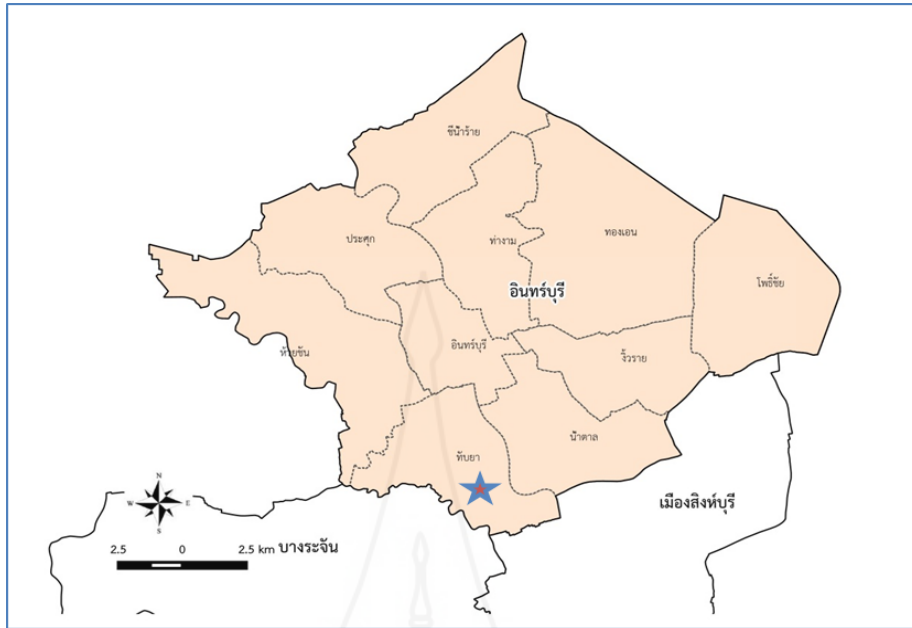 ชีน้ำร้าย
ประศุก
ท่างาม
ทองเอน
โพธิ์ชัย
อินทร์บุรี
ห้วยชัน
อินทร์บุรี
งิ้วราย
น้ำตาล
ทับยา
N
W E
S
เมืองสิงห์บุรี
2.5 0 2.5 km บางระจัน